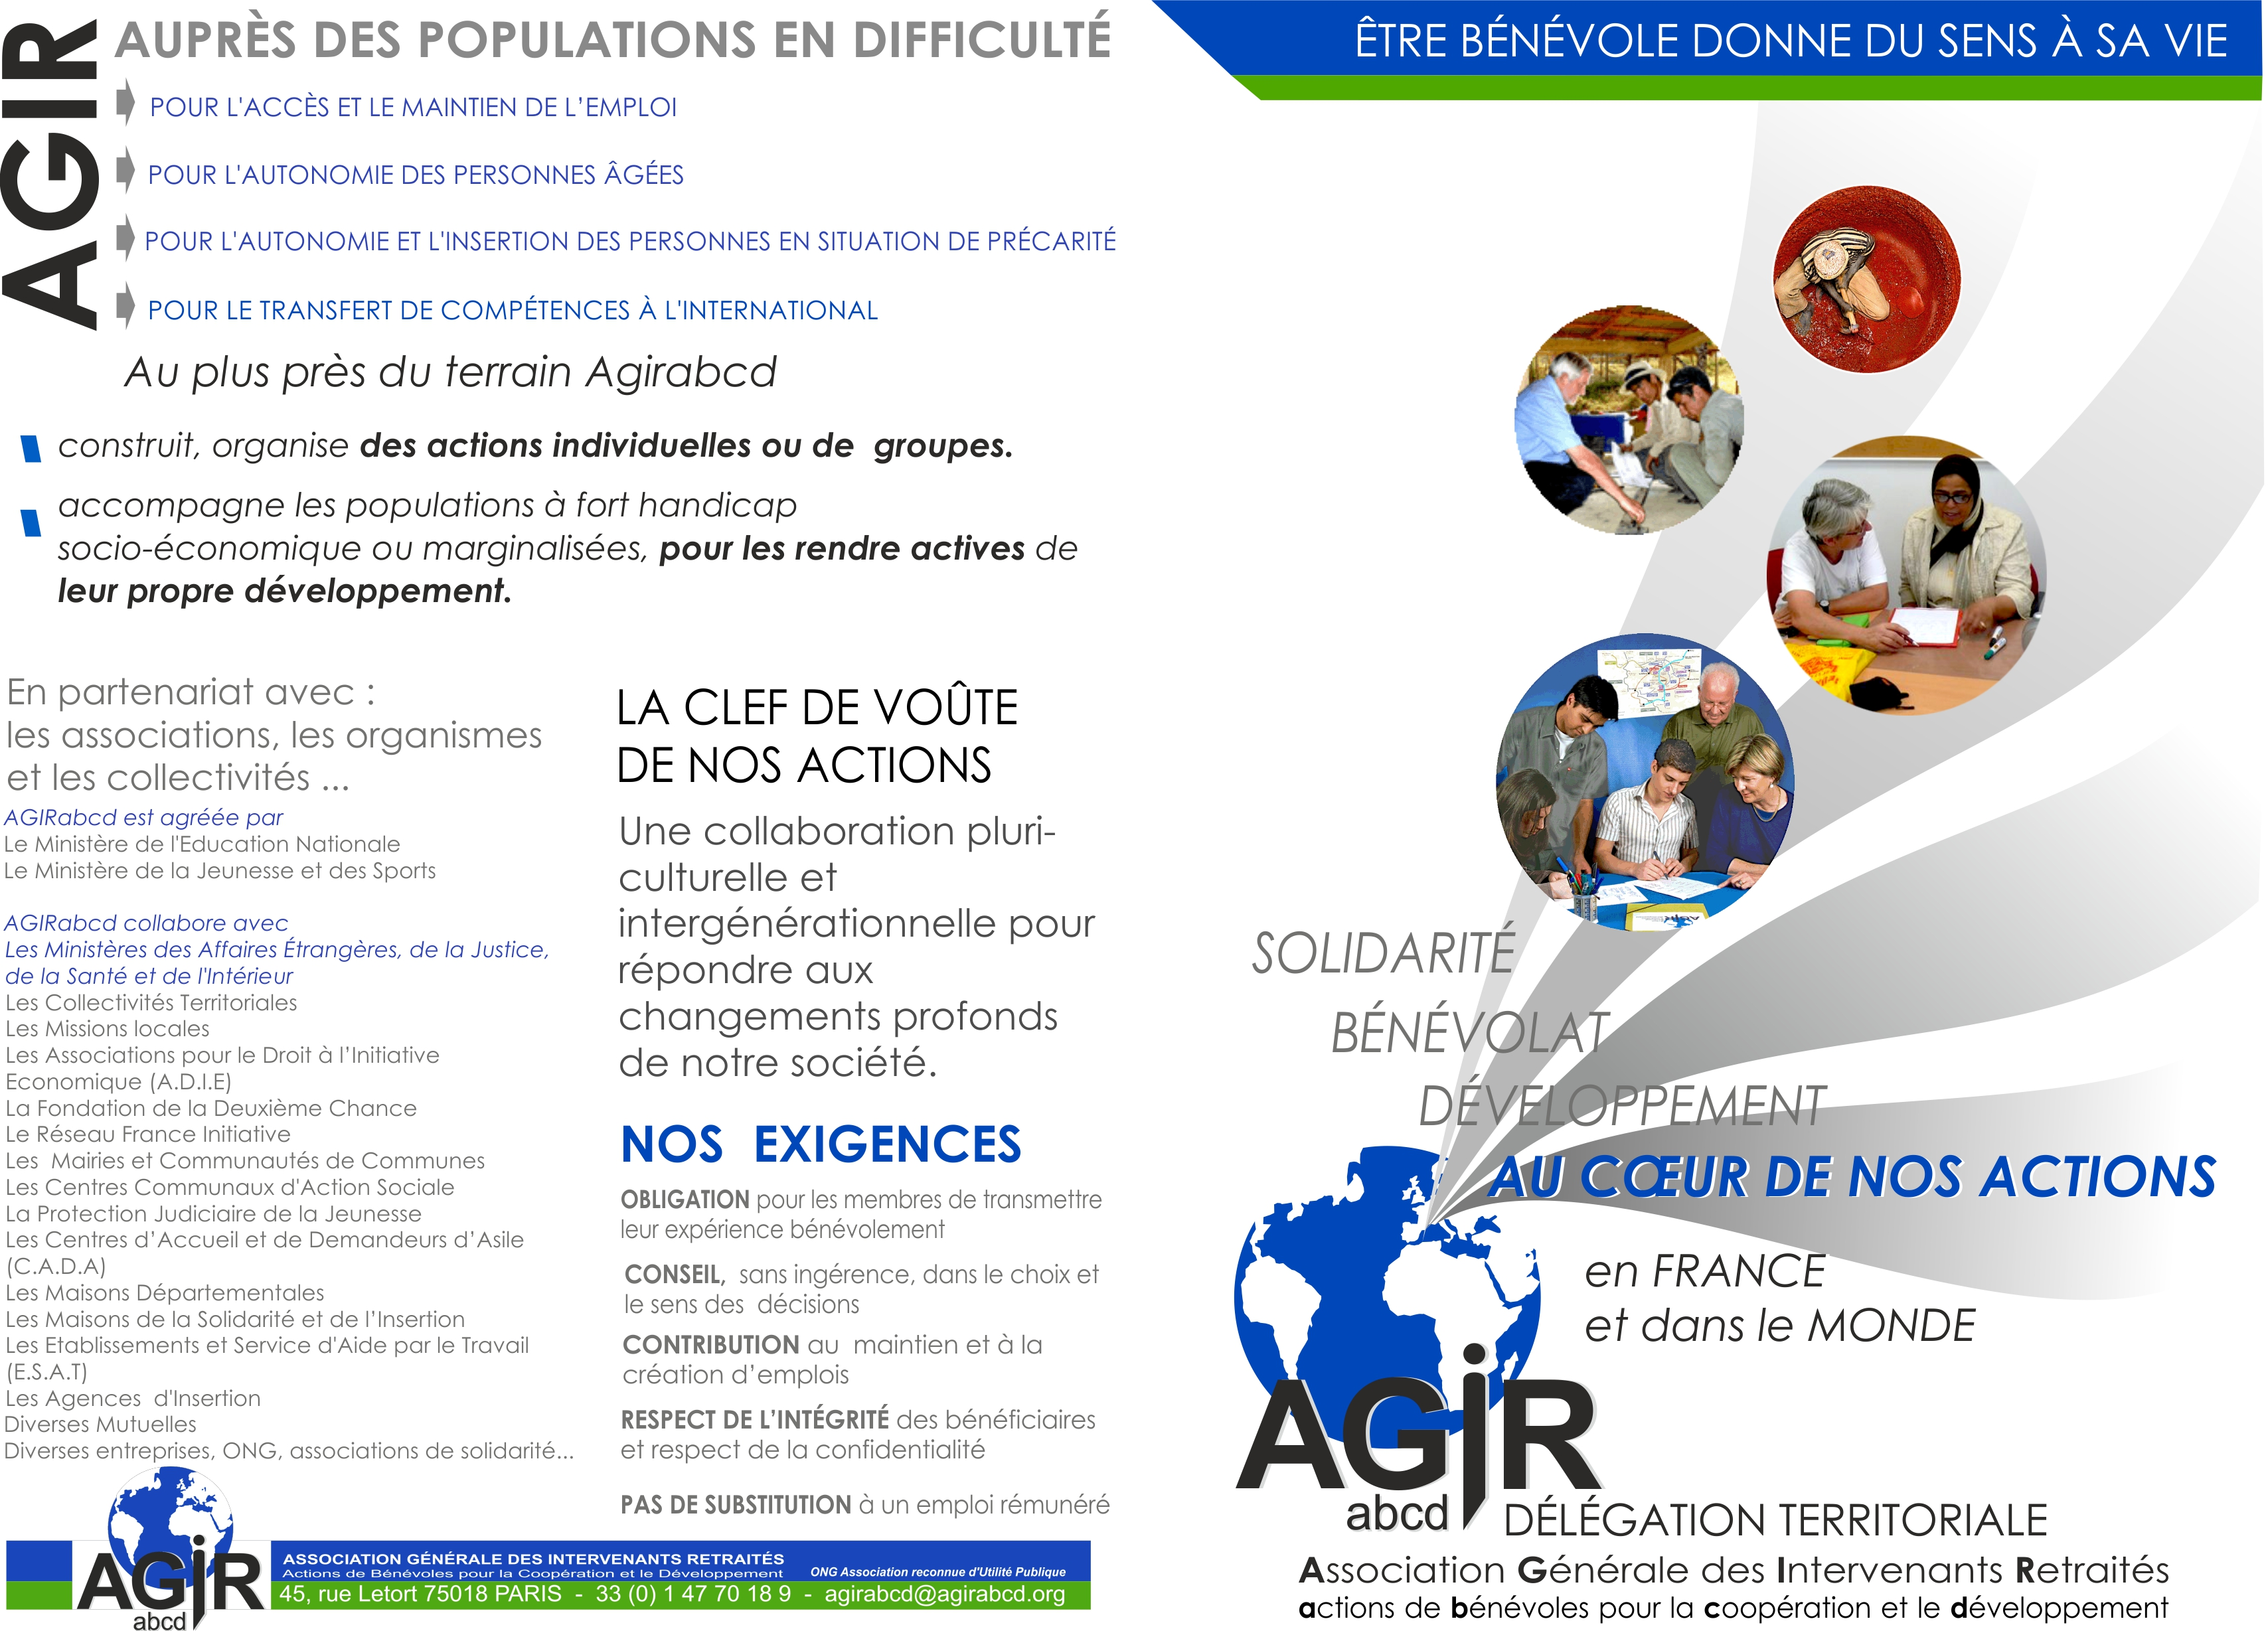 AGIR
AUPRÈS DES POPULATIONS EN DIFFICULTÉ
POUR L'ACCÈS ET LE MAINTIEN DE L’EMPLOI
POUR L'AUTONOMIE DES PERSONNES ÂGÉES
POUR L'AUTONOMIE ET L'INSERTION DES PERSONNES EN SITUATION DE PRÉCARITÉ
POUR LE TRANSFERT DE COMPÉTENCES À L'INTERNATIONAL
Au plus près du terrain Agirabcd
construit, organise des actions individuelles ou de groupes.
accompagne les populations à fort handicap
socio-économique ou marginalisées, pour les rendre actives de
leur propre développement.
En partenariat avec :
les associations, les organismes
et les collectivités ...
AGIRabcd est agréée par
Le Ministère de l'Education Nationale
Le Ministère de la Jeunesse et des Sports
AGIRabcd collabore avec
Les Ministères des Affaires Étrangères, de la Justice,
de la Santé et de l'Intérieur
Les Collectivités Territoriales
Les Missions locales
Les Associations pour le Droit à l’Initiative
Economique (A.D.I.E)
La Fondation de la Deuxième Chance
Le Réseau France Initiative
Les Mairies et Communautés de Communes
Les Centres Communaux d'Action Sociale
La Protection Judiciaire de la Jeunesse
Les Centres d’Accueil et de Demandeurs d’Asile
(C.A.D.A)
Les Maisons Départementales
Les Maisons de la Solidarité et de l’Insertion
Les Etablissements et Service d'Aide par le Travail
(E.S.A.T)
Les Agences d'Insertion
Diverses Mutuelles
Diverses entreprises, ONG, associations de solidarité...
LA CLEF DE VOÛTE
DE NOS ACTIONS
Une collaboration pluri-
culturelle et
intergénérationnelle pour
répondre aux
changements profonds
de notre société.
NOS EXIGENCES
OBLIGATION pour les membres de transmettre
leur expérience bénévolement
CONSEIL, sans ingérence, dans le choix et
le sens des décisions
CONTRIBUTION au maintien et à la
création d’emplois
RESPECT DE L’INTÉGRITÉ des bénéficiaires
et respect de la confidentialité
PAS DE SUBSTITUTION à un emploi rémunéré
AGIR
abcd
ASSOCIATION GÉNÉRALE DES INTERVENANTS RETRAITÉS
Actions de Bénévoles pour la Coopération et le Développement
ONG Association reconnue d'Utilité Publique
45, rue Letort 75018 PARIS - 33 (0) 1 47 70 18 9 - agirabcd@agirabcd.org
ÊTRE BÉNÉVOLE DONNE DU SENS À SA VIE
SOLIDARITÉ
BÉNÉVOLAT
DÉVELOPPEMENT
AU CŒUR DE NOS ACTIONS
en FRANCE
et dans le MONDE
AGIR
abcd
DÉLÉGATION TERRITORIALE
Association Générale des Intervenants Retraités
actions de bénévoles pour la coopération et le développement